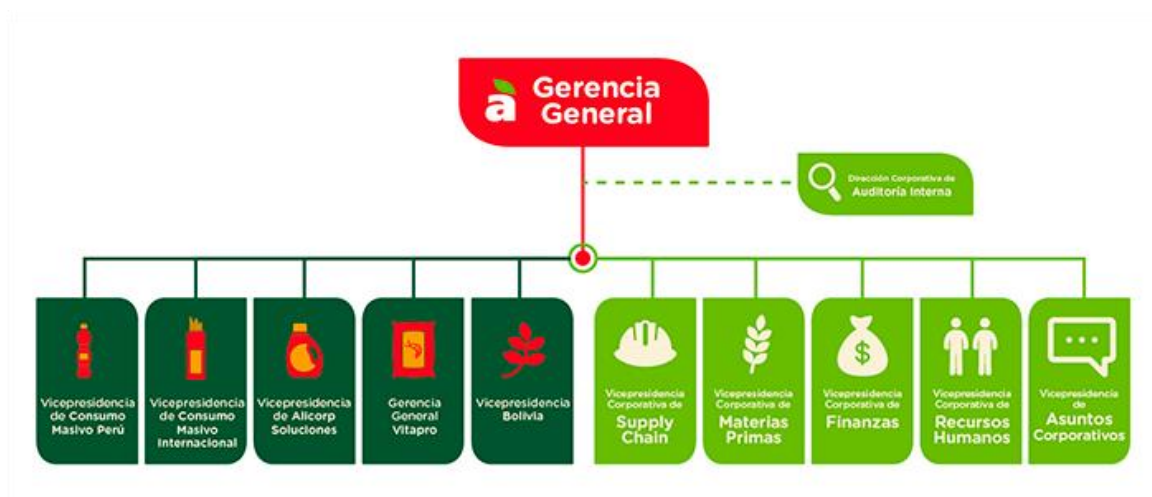 a
Gerencia
General
Dirección Corporativa de
Auditoría Interna
Vicepresidencia
de Consumo
Masivo Perú
Vicepresidencia
de Consumo
Masivo
Internacional
Vicepresidencia
de Alicorp
Soluciones
Gerencia
General
Vitapro
Vicepresidencia
Bolivia
Vicepresidencia
Corporativa de
Supply
Chain
Vicepresidencia
Corporativa de
Materias
Primas
Vicepresidencia
Corporativa de
Finanzas
Vicepresidencia
Corporativa de
Recursos
Humanos
Vicepresidencia
de
Asuntos
Corporativos
$